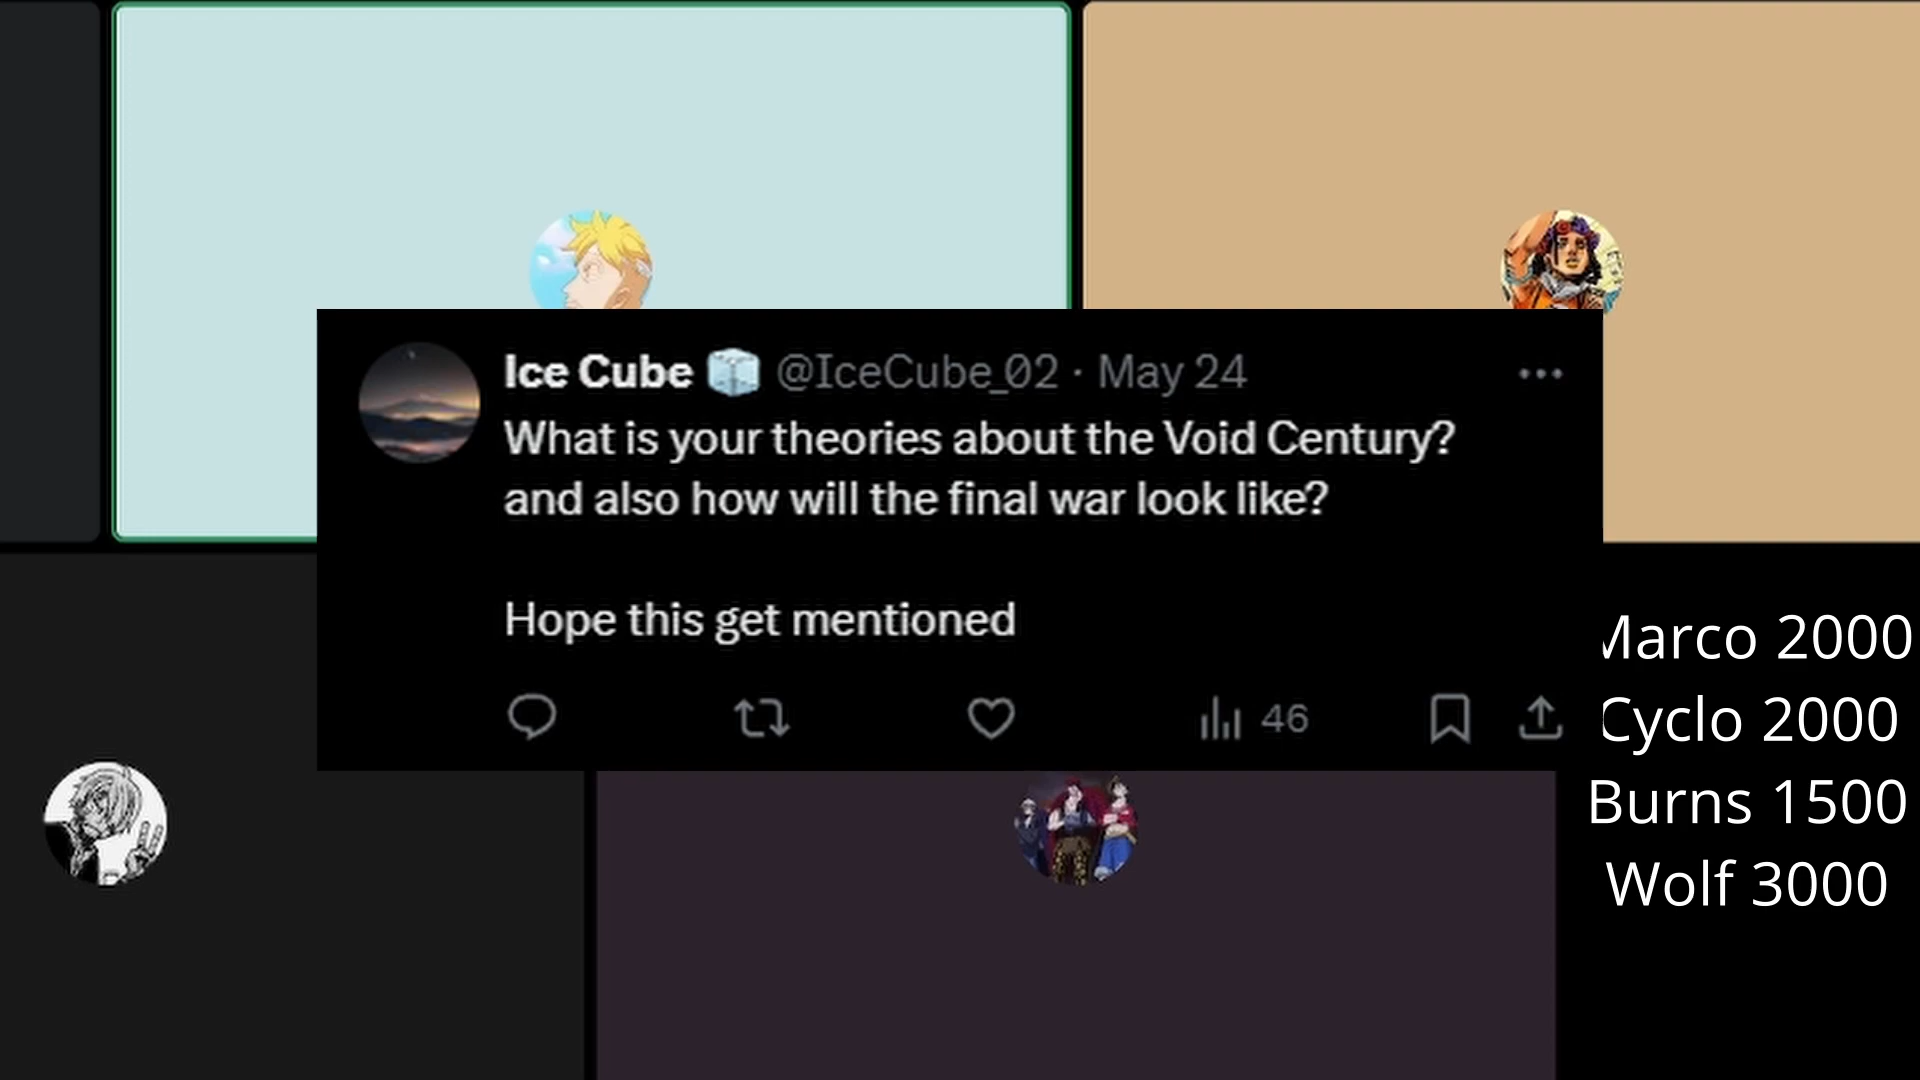 Ice Cube 🧊 @IceCube_02 · May 24
What is your theories about the Void Century?
and also how will the final war look like?
Hope this get mentioned
46
Marco 2000
Cyclo 2000
Burns 1500
Wolf 3000